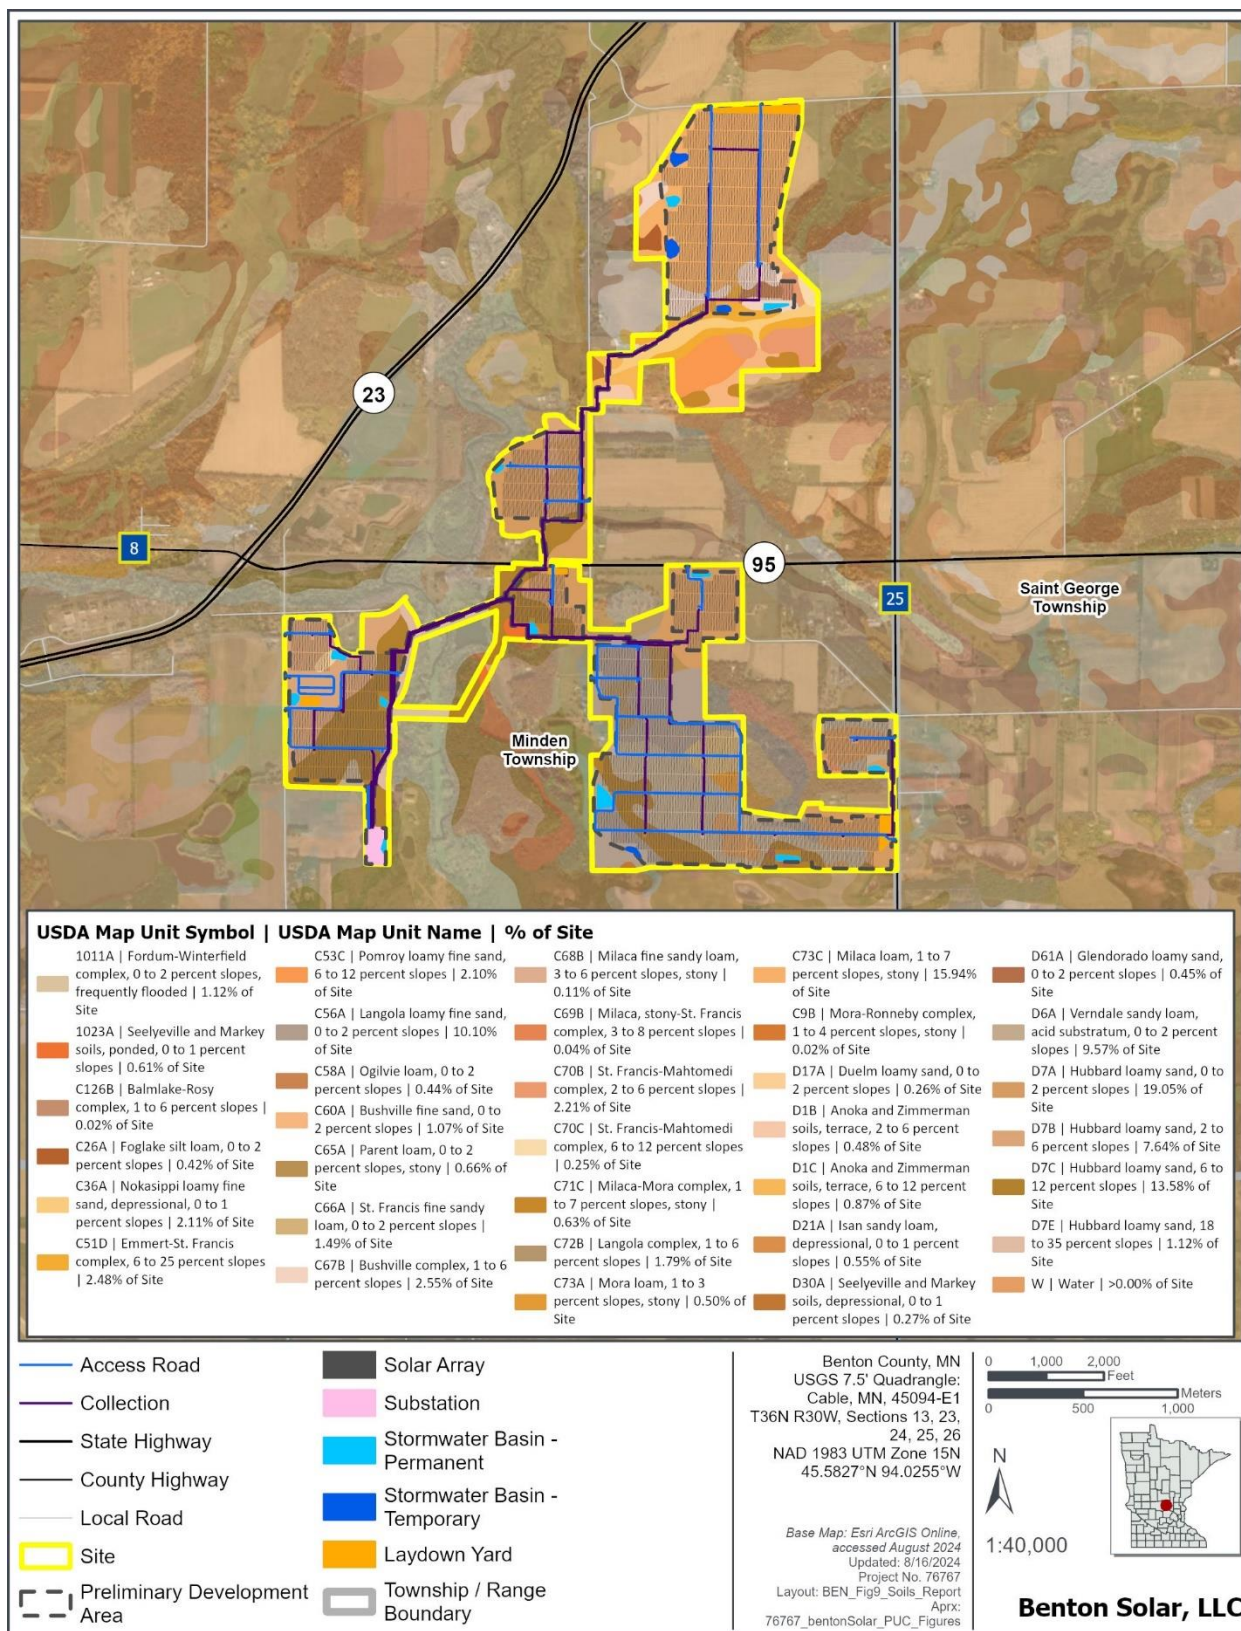 23
8
95
25
Saint George
Township
Minden
Township
USDA Map Unit Symbol | USDA Map Unit Name | % of Site
1011A | Fordum-Winterfield
complex, 0 to 2 percent slopes,
frequently flooded | 1.12% of
Site
1023A | Seelyeville and Markey
soils, ponded, 0 to 1 percent
slopes | 0.61% of Site
C126B | Balmlake-Rosy
complex, 1 to 6 percent slopes |
0.02% of Site
C26A | Foglake silt loam, 0 to 2
percent slopes | 0.42% of Site
C36A | Nokasippi loamy fine
sand, depressional, 0 to 1
percent slopes | 2.11% of Site
C51D | Emmert-St. Francis
complex, 6 to 25 percent slopes
| 2.48% of Site
C53C | Pomroy loamy fine sand,
6 to 12 percent slopes | 2.10%
of Site
C56A | Langola loamy fine sand,
0 to 2 percent slopes | 10.10%
of Site
C58A | Ogilvie loam, 0 to 2
percent slopes | 0.44% of Site
C60A | Bushville fine sand, 0 to
2 percent slopes | 1.07% of Site
C65A | Parent loam, 0 to 2
percent slopes, stony | 0.66% of
Site
C66A | St. Francis fine sandy
loam, 0 to 2 percent slopes |
1.49% of Site
C67B | Bushville complex, 1 to 6
percent slopes | 2.55% of Site
C68B | Milaca fine sandy loam,
3 to 6 percent slopes, stony |
0.11% of Site
C69B | Milaca, stony-St. Francis
complex, 3 to 8 percent slopes |
0.04% of Site
C70B | St. Francis-Mahtomedi
complex, 2 to 6 percent slopes |
2.21% of Site
C70C | St. Francis-Mahtomedi
complex, 6 to 12 percent slopes
| 0.25% of Site
C71C | Milaca-Mora complex, 1
to 7 percent slopes, stony |
0.63% of Site
C72B | Langola complex, 1 to 6
percent slopes | 1.79% of Site
C73A | Mora loam, 1 to 3
percent slopes, stony | 0.50% of
Site
C73C | Milaca loam, 1 to 7
percent slopes, stony | 15.94%
of Site
C9B | Mora-Ronneby complex,
1 to 4 percent slopes, stony |
0.02% of Site
D17A | Duelm loamy sand, 0 to
2 percent slopes | 0.26% of Site
D1B | Anoka and Zimmerman
soils, terrace, 2 to 6 percent
slopes | 0.48% of Site
D1C | Anoka and Zimmerman
soils, terrace, 6 to 12 percent
slopes | 0.87% of Site
D21A | Isan sandy loam,
depressional, 0 to 1 percent
slopes | 0.55% of Site
D30A | Seelyeville and Markey
soils, depressional, 0 to 1
percent slopes | 0.27% of Site
D61A | Glendorado loamy sand,
0 to 2 percent slopes | 0.45% of
Site
D6A | Verndale sandy loam,
acid substratum, 0 to 2 percent
slopes | 9.57% of Site
D7A | Hubbard loamy sand, 0 to
2 percent slopes | 19.05% of
Site
D7B | Hubbard loamy sand, 2 to
6 percent slopes | 7.64% of Site
D7C | Hubbard loamy sand, 6 to
12 percent slopes | 13.58% of
Site
D7E | Hubbard loamy sand, 18
to 35 percent slopes | 1.12% of
Site
W | Water | >0.00% of Site
Access Road
Collection
State Highway
County Highway
Local Road
Site
Preliminary Development
Area
Solar Array
Substation
Stormwater Basin -
Permanent
Stormwater Basin -
Temporary
Laydown Yard
Township / Range
Boundary
Benton County, MN
USGS 7.5' Quadrangle:
Cable, MN, 45094-E1
T36N R30W, Sections 13, 23,
24, 25, 26
NAD 1983 UTM Zone 15N
45.5827°N 94.0255°W
Base Map: Esri ArcGIS Online,
accessed August 2024
Updated: 8/16/2024
Project No. 76767
Layout: BEN_Fig9_Soils_Report
Aprx:
76767_bentonSolar_PUC_Figures
0 1,000 2,000
Feet
Meters
0 500 1,000
N
1:40,000
Benton Solar, LLC